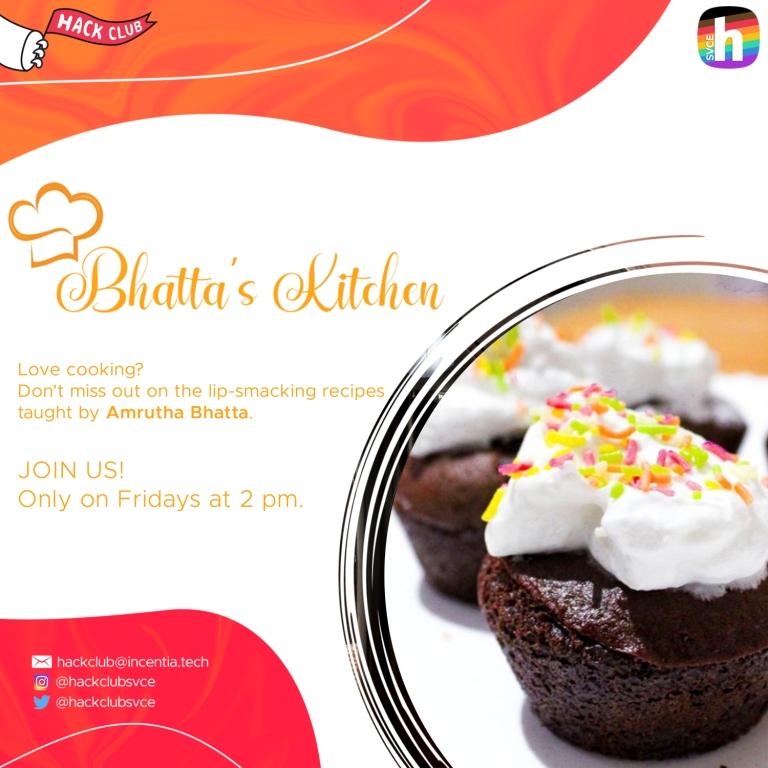 HACK CLUB
SVCE
h
Bhatta's Kitchen
Love cooking?
Don't miss out on the lip-smacking recipes
taught by Amrutha Bhatta.
JOIN US!
Only on Fridays at 2 pm.
hackclub@incentia.tech
@hackclubsvce
@hackclubsvce